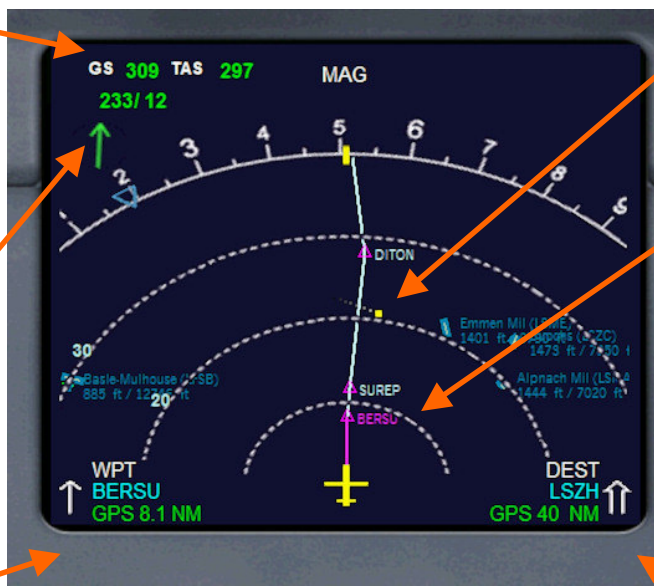 GS 309 TAS 297
MAG
233/ 12
2 3 4 5 6 7 8
DITON
Emmen Mil
1401 ft
1473 ft /
30
Basle-Mulhouse
885 ft /
20
Alpnach Mil
1444 ft / 7020
SUREP
BERSU
WPT
BERSU
GPS 8.1 NM
DEST
LSZH
GPS 40 NM